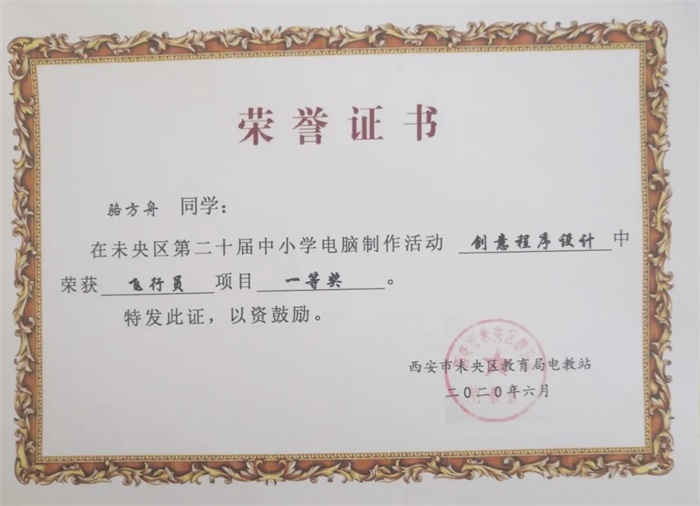 荣誉证书
骆方舟 同学：
在未央区第二十届中小学电脑制作活动 创意程序设计 中
荣获 飞行员 项目 一等奖 。
特发此证，以资鼓励。
西安市未央区教育局电教站
二〇二〇年六月